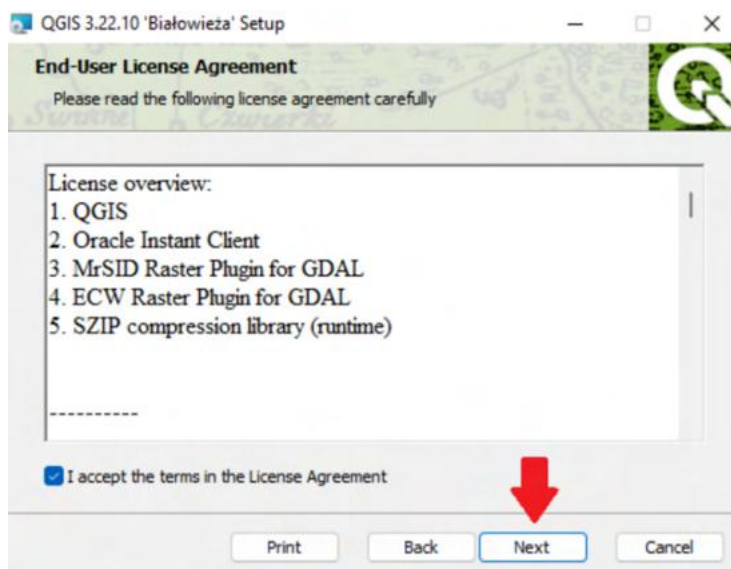 QGIS 3.22.10 'Białowieża' Setup
End-User License Agreement
Please read the following license agreement carefully
License overview:
1. QGIS
2. Oracle Instant Client
3. MrSID Raster Plugin for GDAL
4. ECW Raster Plugin for GDAL
5. SZIP compression library (runtime)
----------
I accept the terms in the License Agreement
Print Back Next Cancel